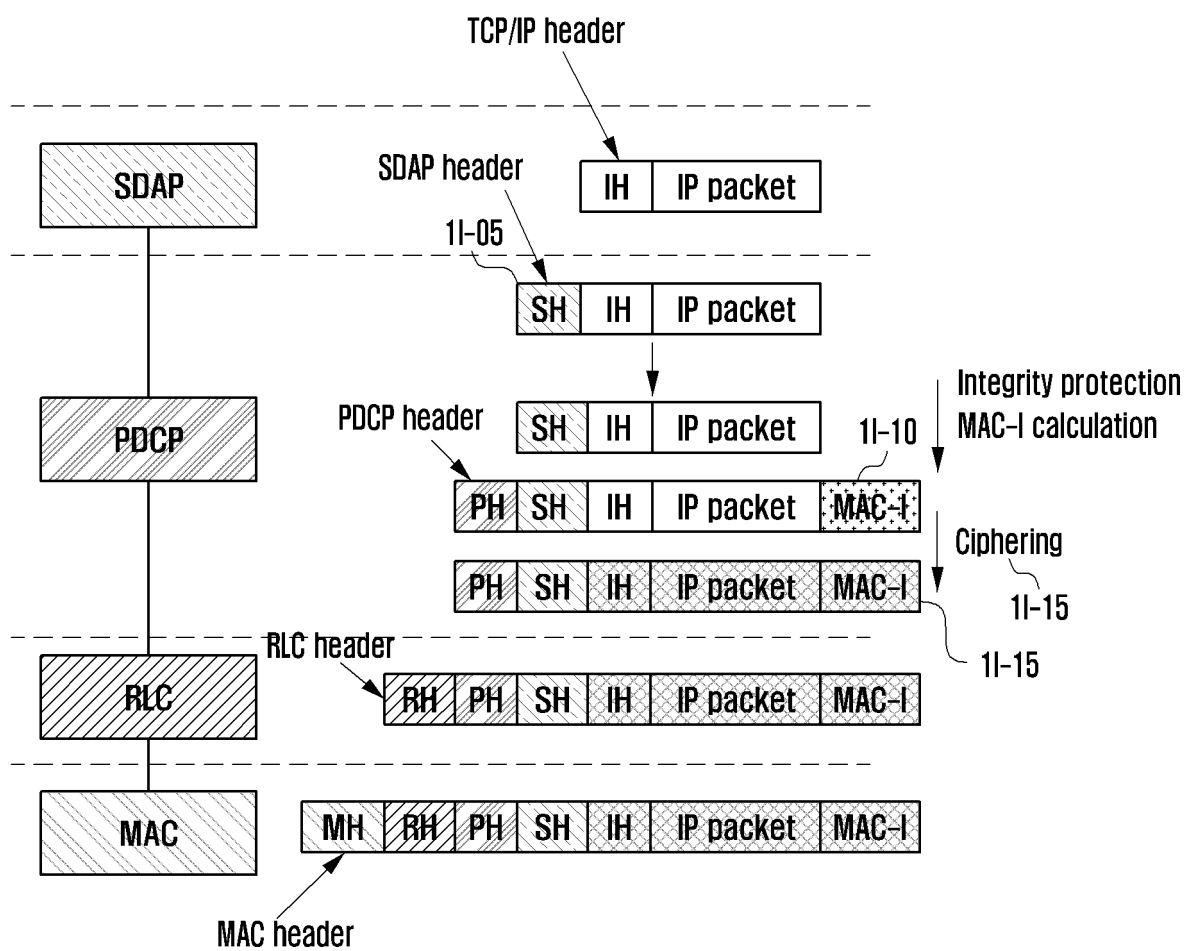 TCP/IP header
SDAP
SDAP header
IH IP packet
1I-05
SH IH IP packet
PDCP
PDCP header
SH IH IP packet
Integrity protection
MAC-I calculation
1I-10
PH SH IH IP packet MAC-I
Ciphering
1I-15
PH SH IH IP packet MAC-I
1I-15
RLC
RLC header
RH PH SH IH IP packet MAC-I
MAC
MH RH PH SH IH IP packet MAC-I
MAC header